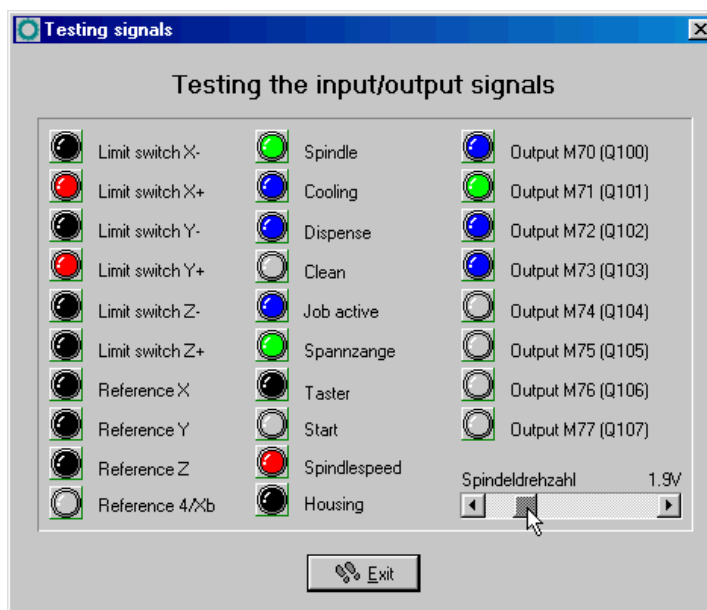 Testing signals
Testing the input/output signals
Limit switch X-
Limit switch X+
Limit switch Y-
Limit switch Y+
Limit switch Z-
Limit switch Z+
Reference X
Reference Y
Reference Z
Reference 4/Xb
Spindle
Cooling
Dispense
Clean
Job active
Spannzange
Taster
Start
Spindlespeed
Housing
Output M70 (Q100)
Output M71 (Q101)
Output M72 (Q102)
Output M73 (Q103)
Output M74 (Q104)
Output M75 (Q105)
Output M76 (Q106)
Output M77 (Q107)
Spindeldrehzahl 1.9V
Exit